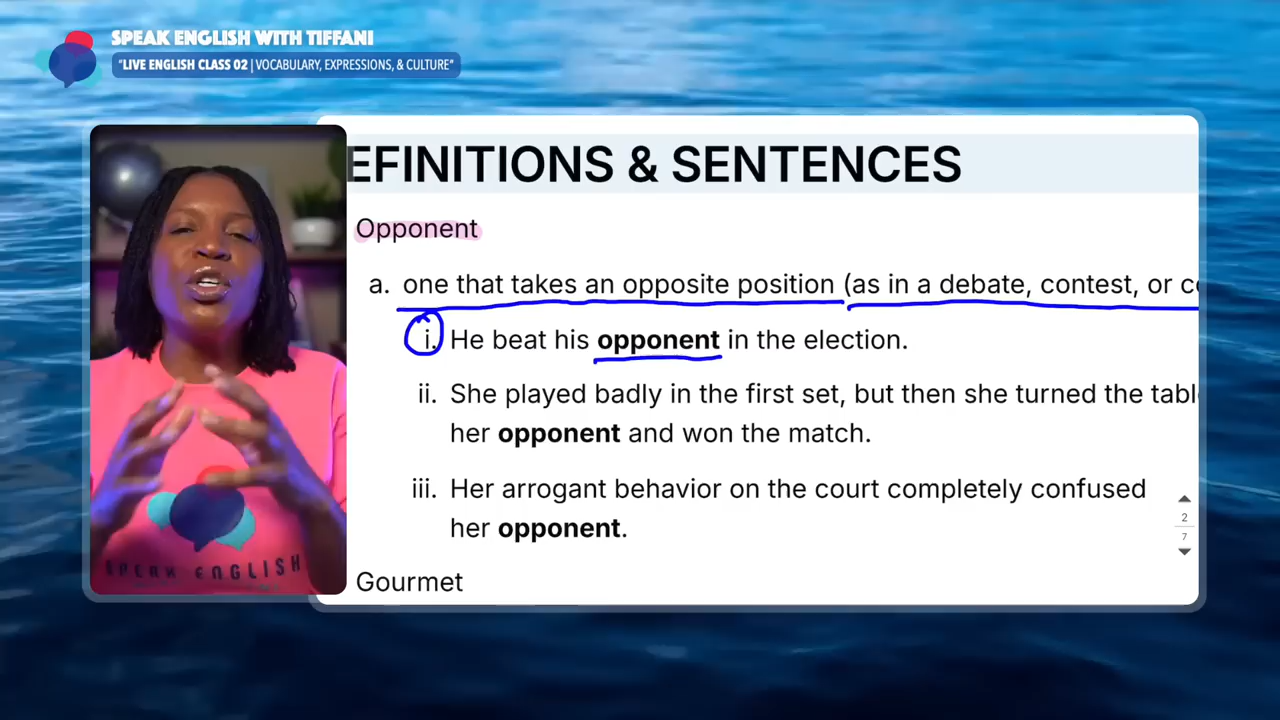 SPEAK ENGLISH WITH TIFFANI
"LIVE ENGLISH CLASS 02 | VOCABULARY, EXPRESSIONS, & CULTURE"
EFINITIONS & SENTENCES
Opponent
a. one that takes an opposite position (as in a debate, contest, or
i. He beat his opponent in the election.
ii. She played badly in the first set, but then she turned the
her opponent and won the match.
iii. Her arrogant behavior on the court completely confused
her opponent.
2
7
Gourmet
SPEAK ENGLISH